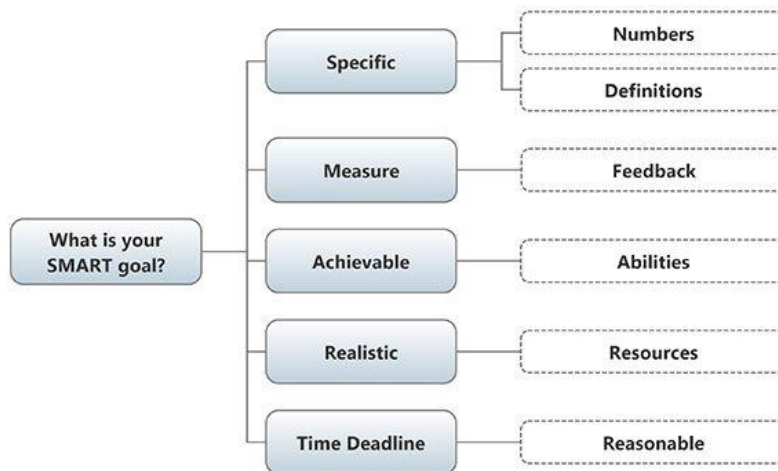 What is your
SMART goal?
Specific
Numbers
Definitions
Measure
Feedback
Achievable
Abilities
Realistic
Resources
Time Deadline
Reasonable